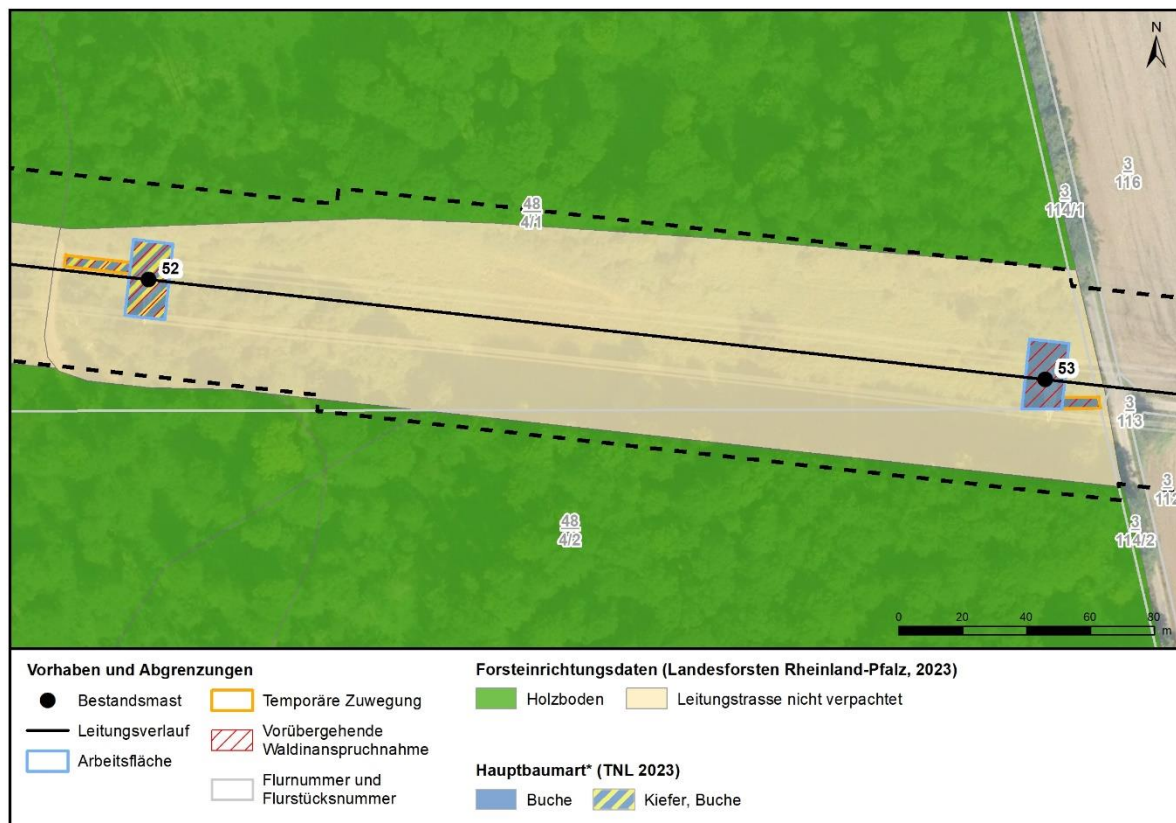 N
3
116
3
114/1
48
4/1
52
53
3
113
3
112
48
4/2
3
114/2
0 20 40 60 80
m
Vorhaben und Abgrenzungen
Bestandsmast
Leitungsverlauf
Arbeitsfläche
Temporäre Zuwegung
Vorübergehende
Waldinanspruchnahme
Flurnummer und
Flurstücksnummer
Forsteinrichtungsdaten (Landesforsten Rheinland-Pfalz, 2023)
Holzboden
Leitungstrasse nicht verpachtet
Hauptbaumart* (TNL 2023)
Buche
Kiefer, Buche